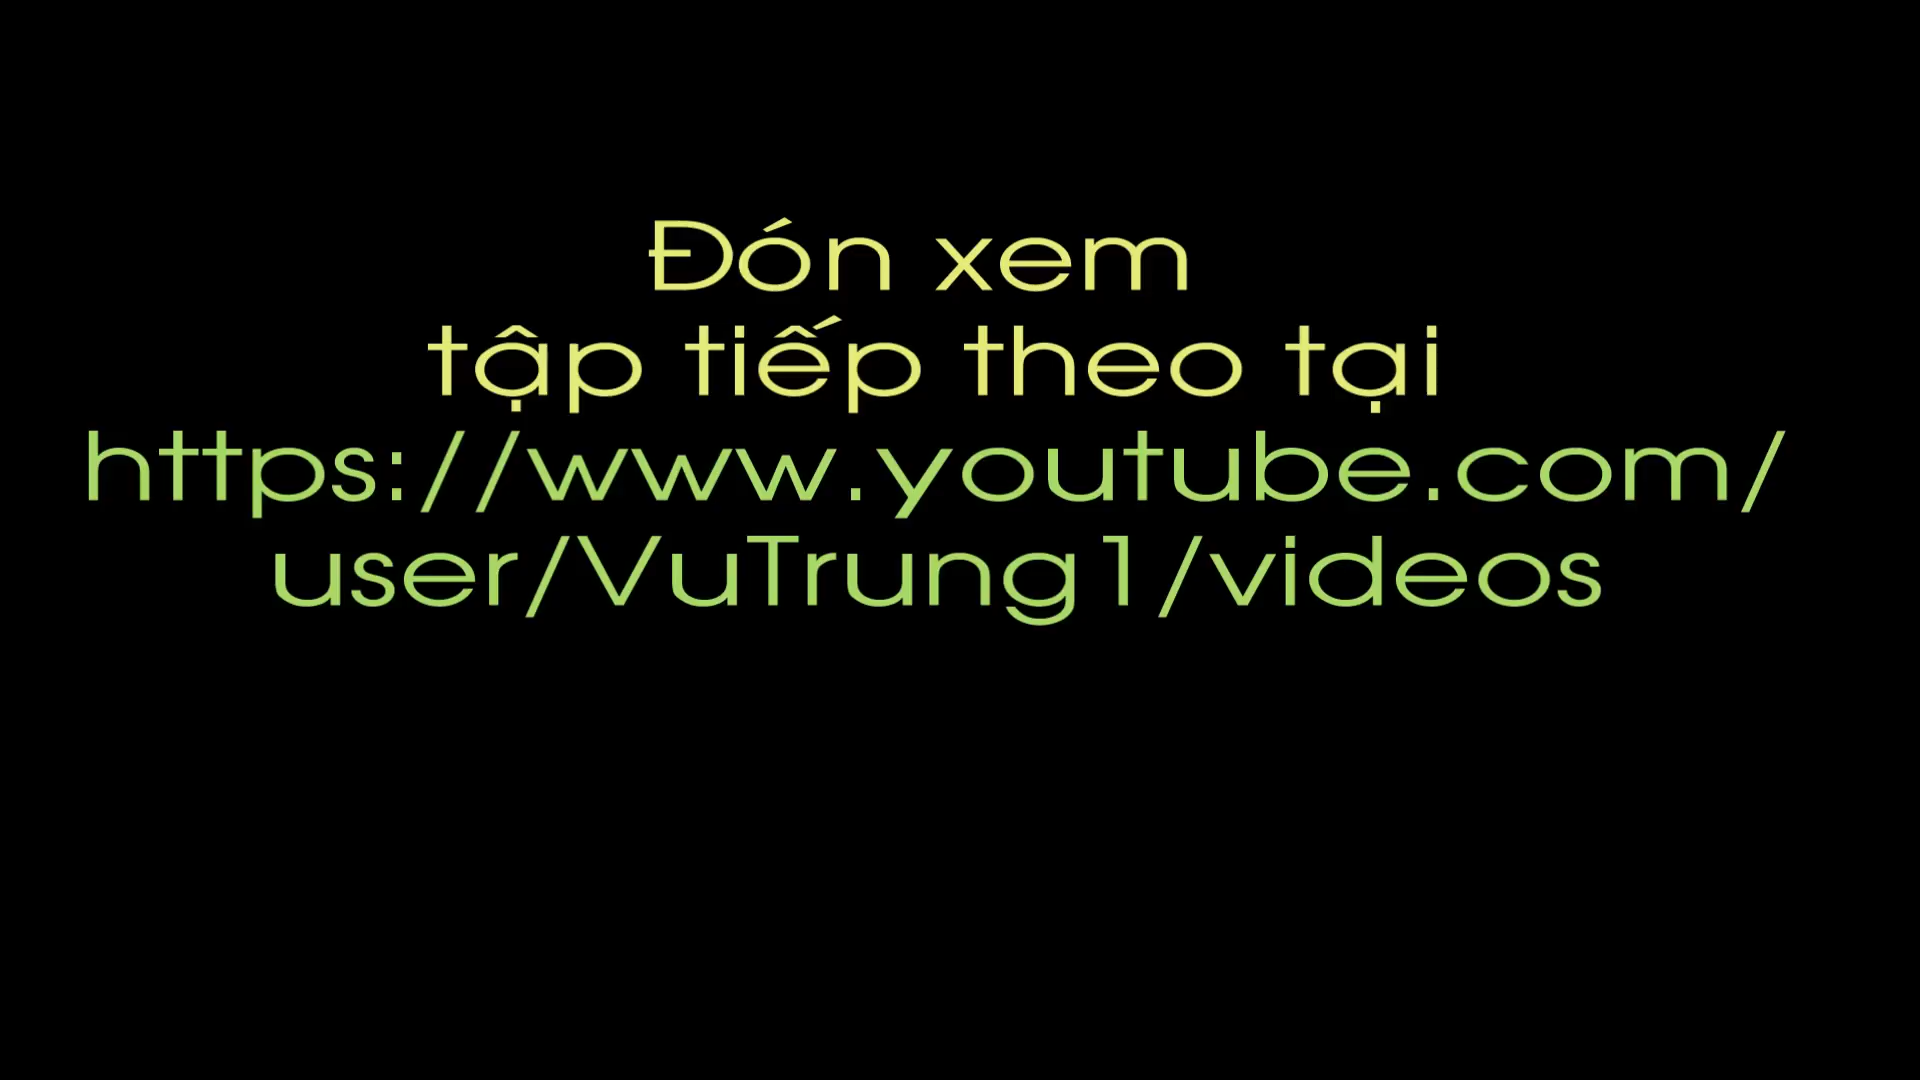 Đón xem
tập tiếp theo tại
https://www.youtube.com/
user/VuTrung1/videos